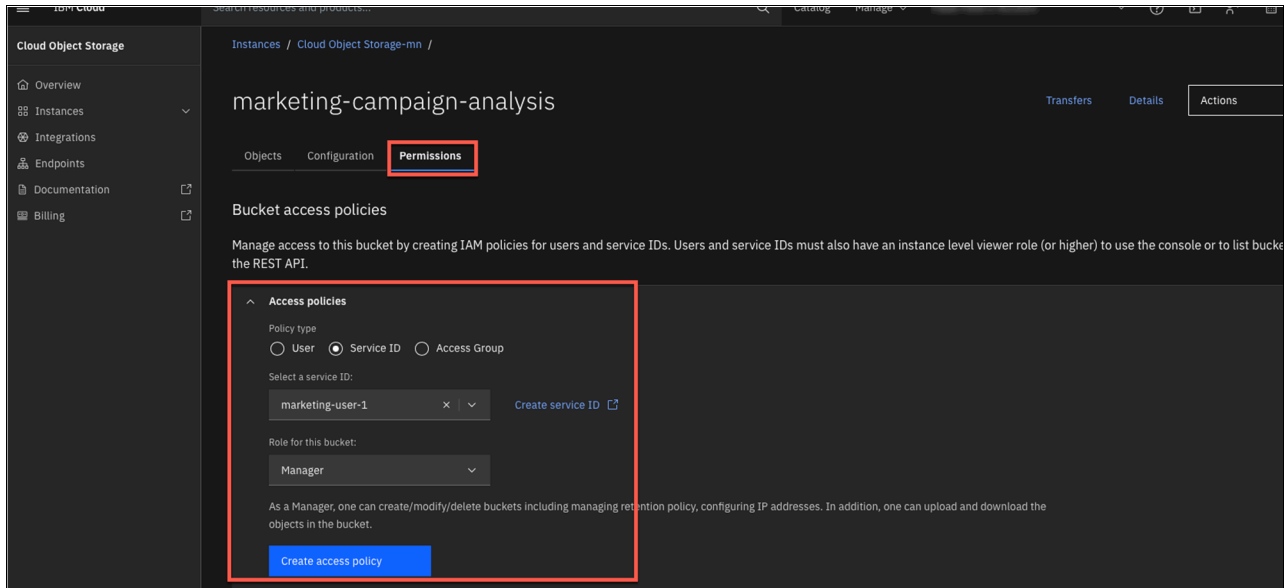 IBM Cloud
Search resources and products...
Catalog
Manage
Cloud Object Storage
Overview
Instances
Integrations
Endpoints
Documentation
Billing
Instances / Cloud Object Storage-mn /
marketing-campaign-analysis
Transfers
Details
Actions
Objects
Configuration
Permissions
Bucket access policies
Manage access to this bucket by creating IAM policies for users and service IDs. Users and service IDs must also have an instance level viewer role (or higher) to use the console or to list bucke
the REST API.
Access policies
Policy type
User
Service ID
Access Group
Select a service ID:
marketing-user-1
Create service ID
Role for this bucket:
Manager
As a Manager, one can create/modify/delete buckets including managing retention policy, configuring IP addresses. In addition, one can upload and download the
objects in the bucket.
Create access policy